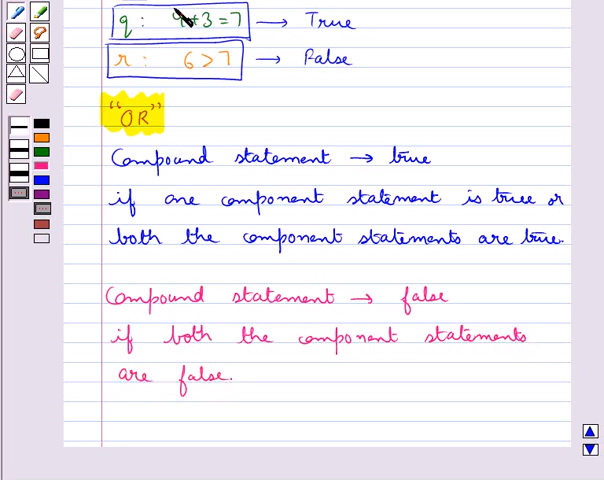 q : 4+3=7 → True
r : 6 > 7 → False
"OR"
Compound statement → true
if one component statement is true or
both the component statements are true.
Compound statement → false
if both the component statements
are false.